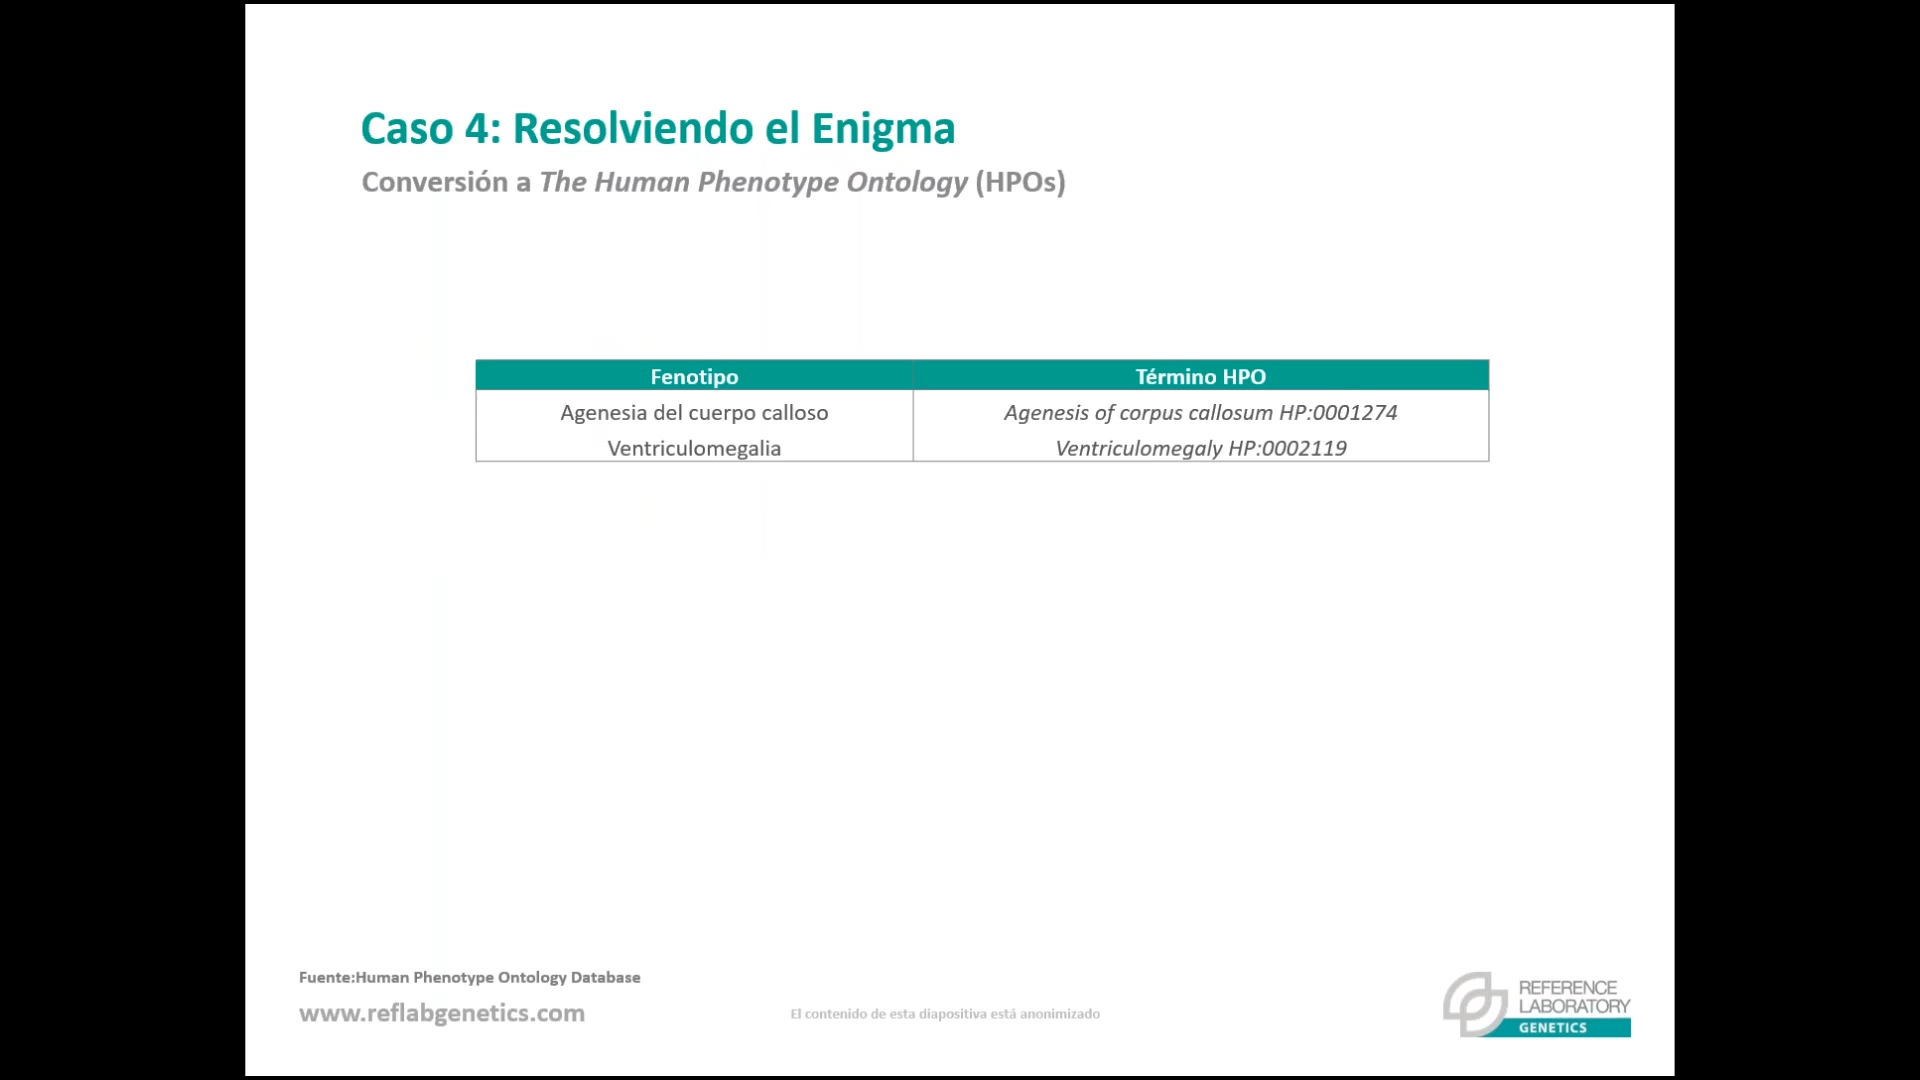 Caso 4: Resolviendo el Enigma
Conversión a The Human Phenotype Ontology (HPOs)
Fenotipo Término HPO
Agenesia del cuerpo calloso Agenesis of corpus callosum HP:0001274
Ventriculomegalia Ventriculomegaly HP:0002119
Fuente:Human Phenotype Ontology Database
www.reflabgenetics.com
El contenido de esta diapositiva está anonimizado
REFERENCE
LABORATORY
GENETICS